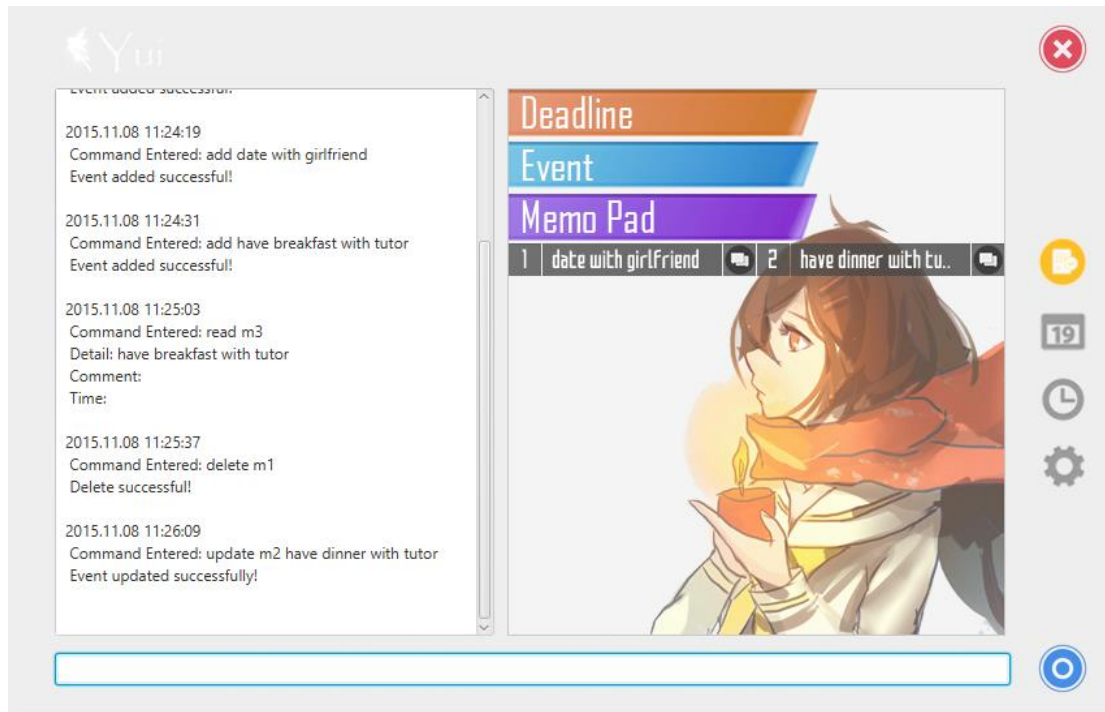 Yui
Event added successful!
2015.11.08 11:24:19
Command Entered: add date with girlfriend
Event added successful!
2015.11.08 11:24:31
Command Entered: add have breakfast with tutor
Event added successful!
2015.11.08 11:25:03
Command Entered: read m3
Detail: have breakfast with tutor
Comment:
Time:
2015.11.08 11:25:37
Command Entered: delete m1
Delete successful!
2015.11.08 11:26:09
Command Entered: update m2 have dinner with tutor
Event updated successfully!
Deadline
Event
Memo Pad
1 date with girlfriend 2 have dinner with tu..
19